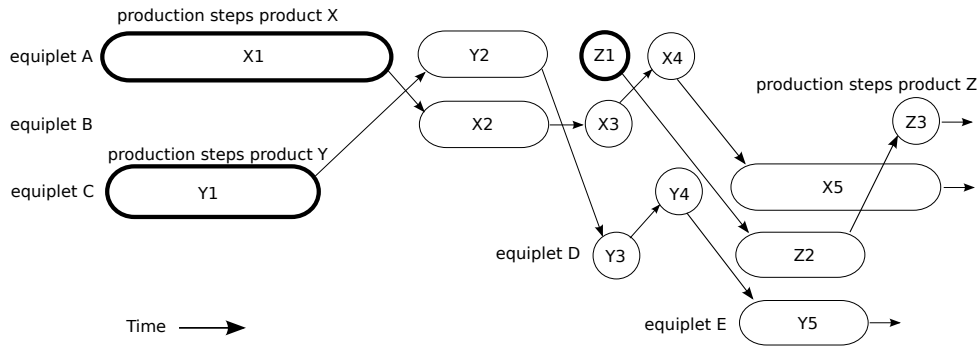 production steps product X
equiplet A X1 Y2 Z1 X4
production steps product Z
equiplet B X2 X3 Z3
production steps product Y
equiplet C Y1 Y4 X5
equiplet D Y3 Z2
Time equiplet E Y5